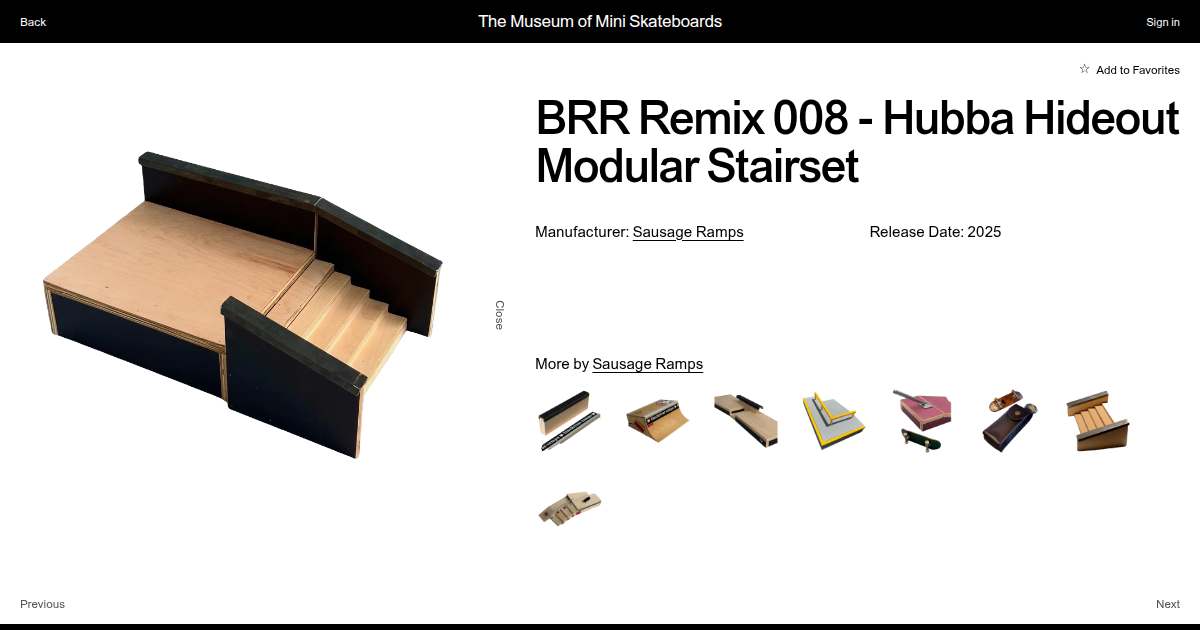 Back
The Museum of Mini Skateboards
Sign in
☆ Add to Favorites
BRR Remix 008 - Hubba Hideout
Modular Stairset
Manufacturer: Sausage Ramps
Release Date: 2025
Close
More by Sausage Ramps
Previous
Next